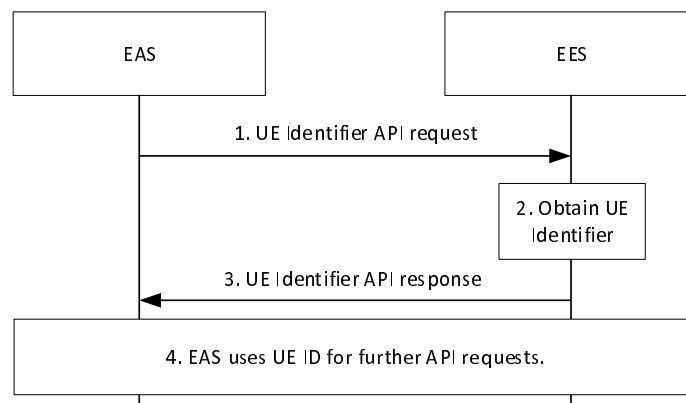 EAS
EES
1. UE Identifier API request
2. Obtain UE
Identifier
3. UE Identifier API response
4. EAS uses UE ID for further API requests.